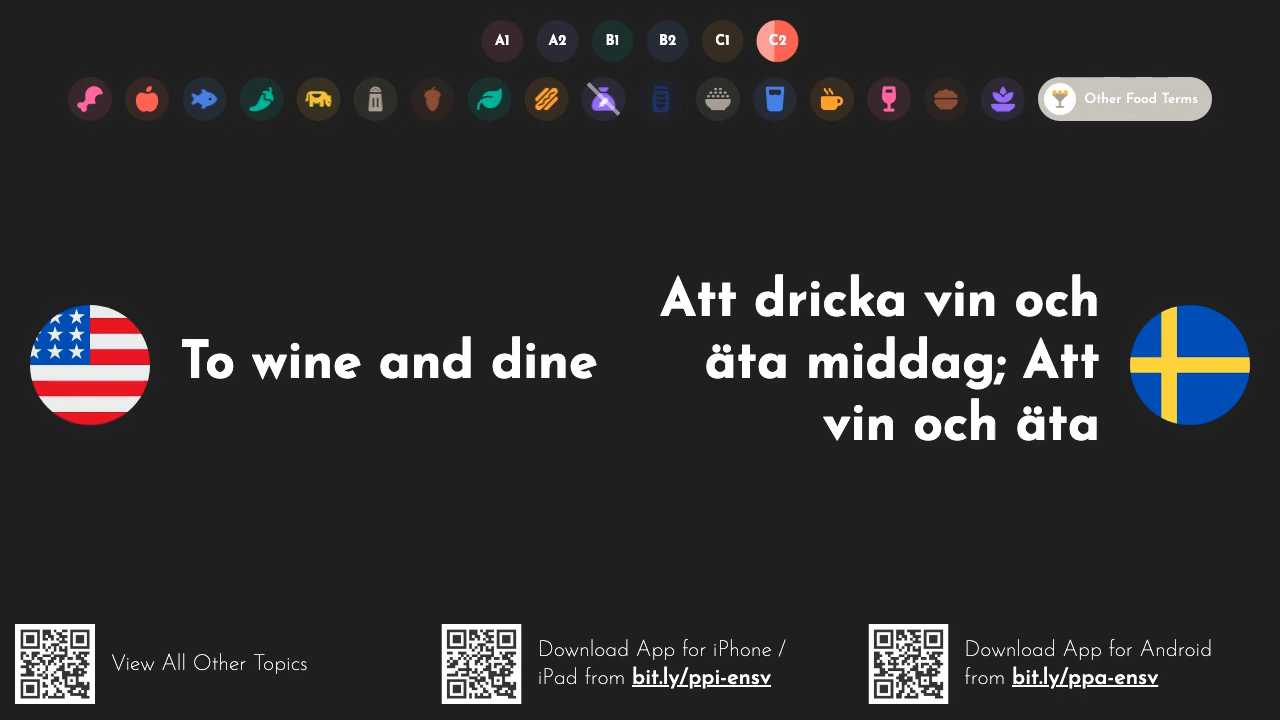 A1 A2 B1 B2 C1 C2
Other Food Terms
To wine and dine
Att dricka vin och
äta middag; Att
vin och äta
View All Other Topics
Download App for iPhone /
iPad from bit.ly/ppi-ensv
Download App for Android
from bit.ly/ppa-ensv